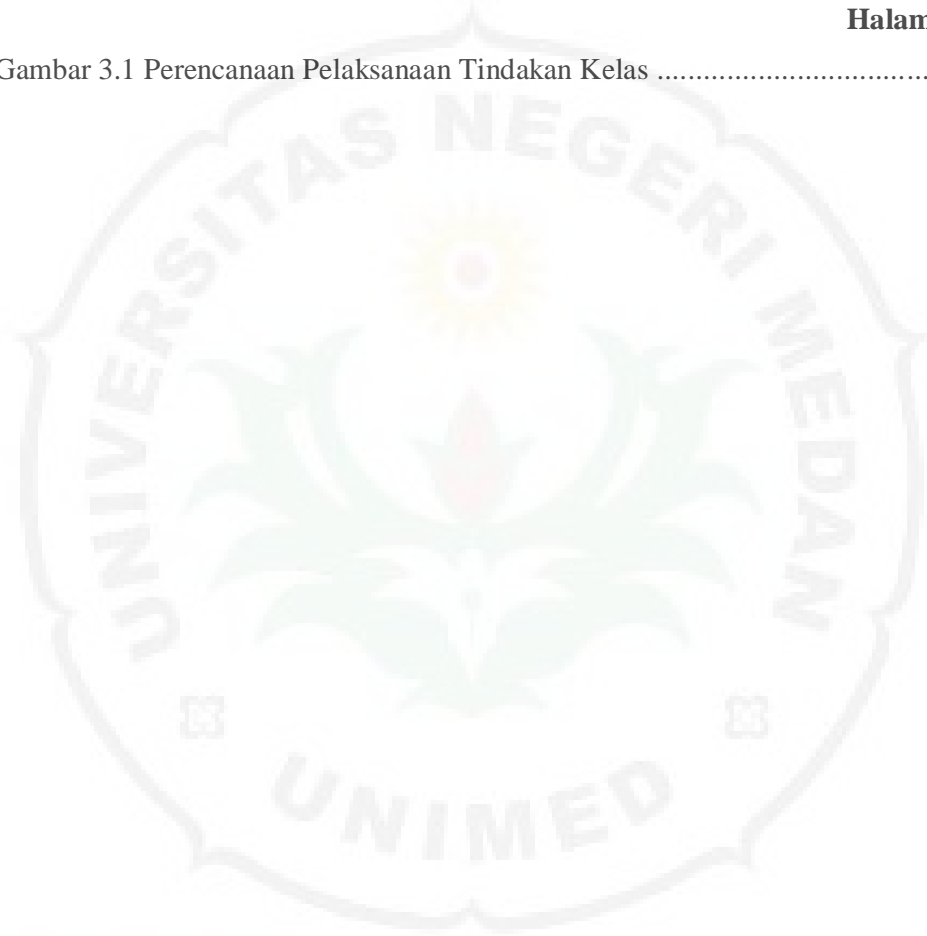 Halam
Gambar 3.1 Perencanaan Pelaksanaan Tindakan Kelas ...................................
UNIVERSITAS NEGERI MEDAN
UNIMED